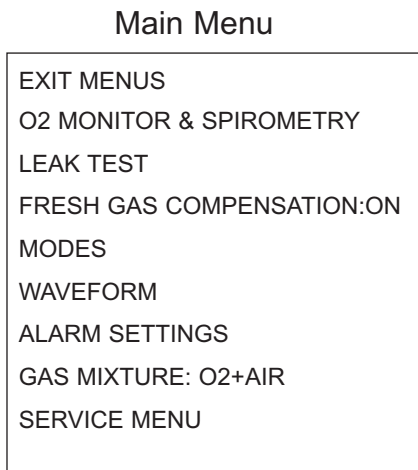 Main Menu
EXIT MENUS
O2 MONITOR & SPIROMETRY
LEAK TEST
FRESH GAS COMPENSATION:ON
MODES
WAVEFORM
ALARM SETTINGS
GAS MIXTURE: O2+AIR
SERVICE MENU